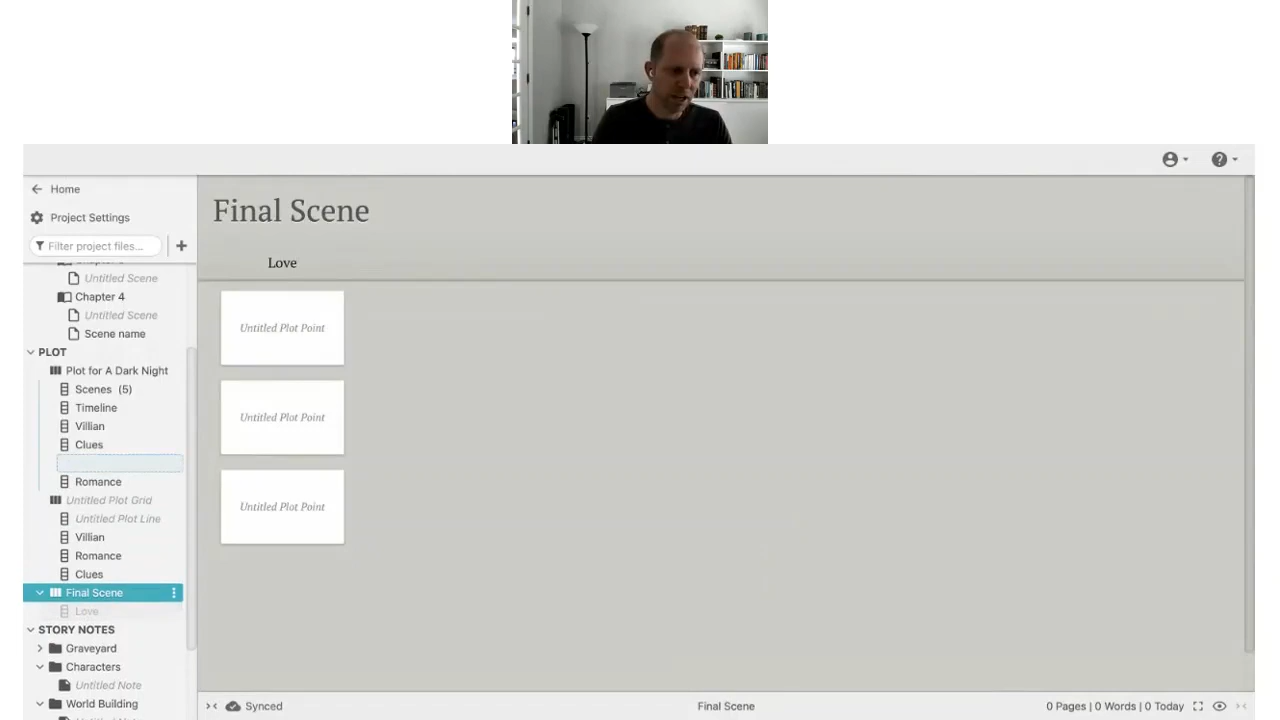 Home
Project Settings
Filter project files...
Untitled Scene
Chapter 4
Untitled Scene
Scene name
PLOT
Plot for A Dark Night
Scenes (5)
Timeline
Villian
Clues
Romance
Untitled Plot Grid
Untitled Plot Line
Villian
Romance
Clues
Final Scene
Love
STORY NOTES
Graveyard
Characters
Untitled Note
World Building
Final Scene
Love
Untitled Plot Point
Untitled Plot Point
Untitled Plot Point
Synced
Final Scene
0 Pages | 0 Words | 0 Today